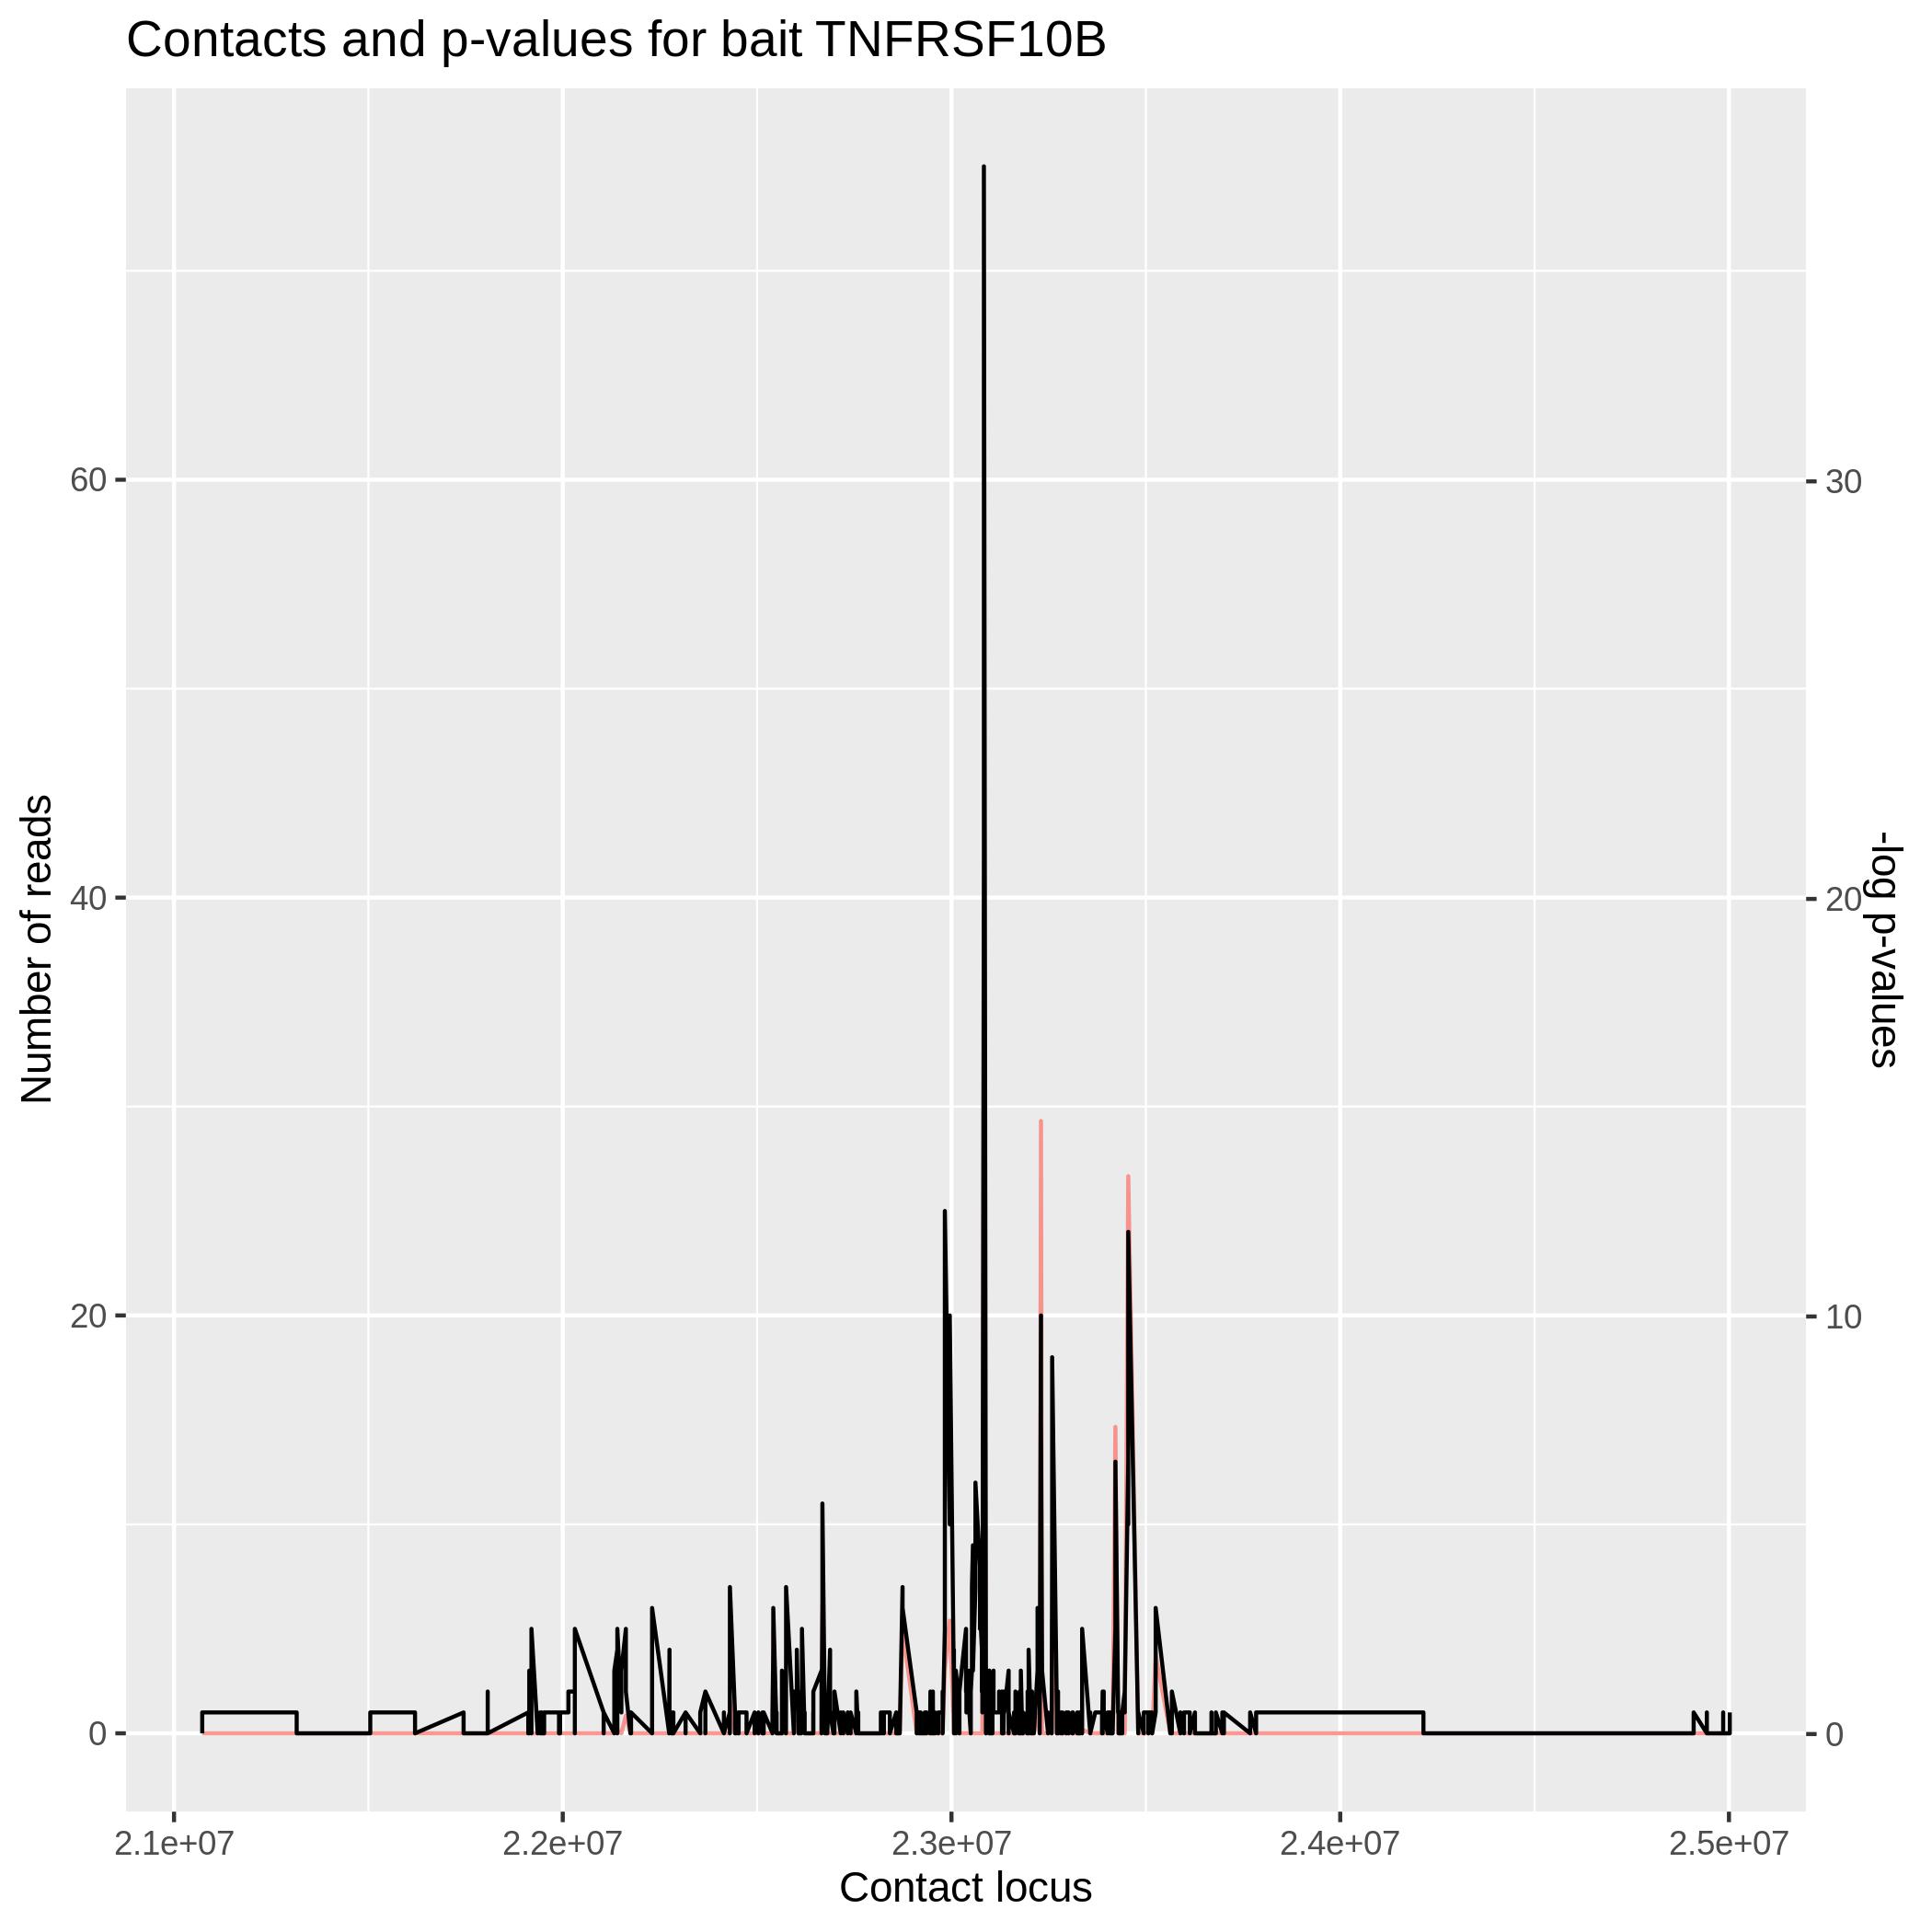 Contacts and p-values for bait TNFRSF10B
60
40
20
0
30
20
10
0
Number of reads
-log p-values
2.1e+07
2.2e+07
2.3e+07
2.4e+07
2.5e+07
Contact locus